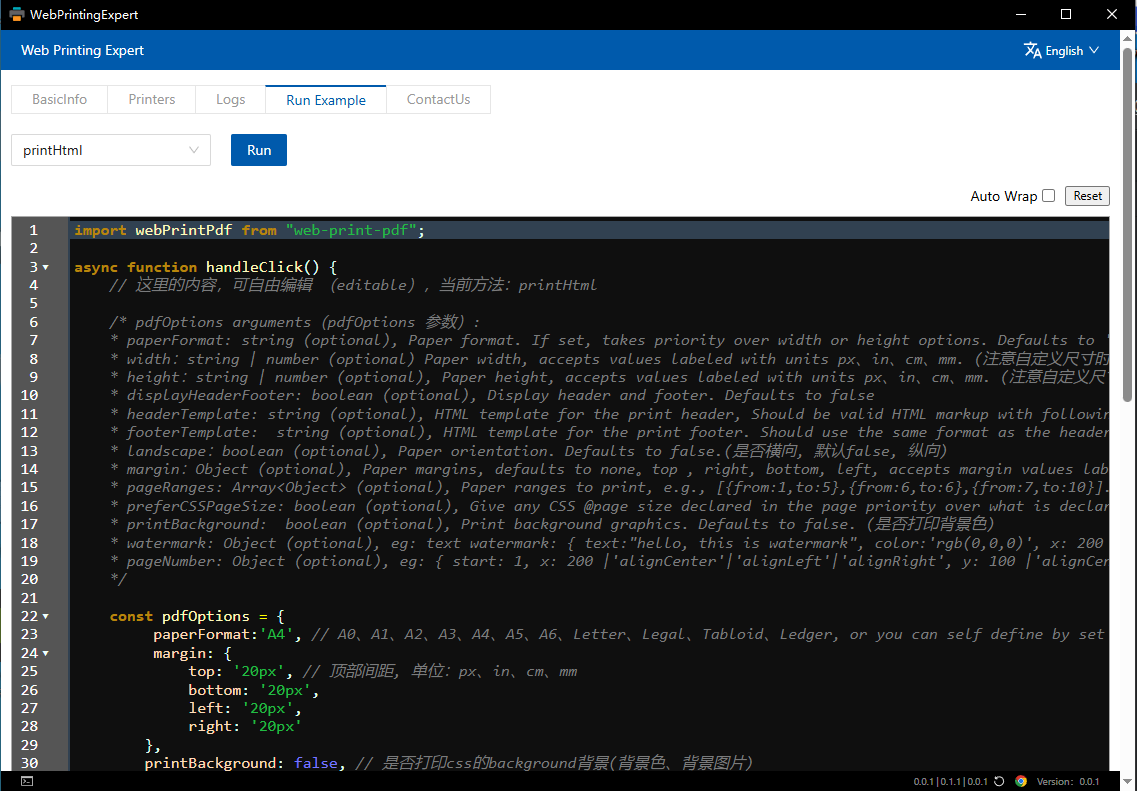 WebPrintingExpert
Web Printing Expert
English
BasicInfo Printers Logs Run Example ContactUs
printHtml Run
Auto Wrap Reset
1 import webPrintPdf from "web-print-pdf";
2
3 async function handleClick() {
4 // 这里的内容，可自由编辑 （editable），当前方法：printHtml
5
6 /* pdfOptions arguments（pdfOptions 参数）:
7 * paperFormat: string (optional), Paper format. If set, takes priority over width or height options. Defaults to '
8 * width：string | number (optional) Paper width, accepts values labeled with units px、in、cm、mm. (注意自定义尺寸时
9 * height：string | number (optional), Paper height, accepts values labeled with units px、in、cm、mm. (注意自定义尺寸
10 * displayHeaderFooter: boolean (optional), Display header and footer. Defaults to false
11 * headerTemplate: string (optional), HTML template for the print header, Should be valid HTML markup with followin
12 * footerTemplate:  string (optional), HTML template for the print footer. Should use the same format as the header
13 * landscape：boolean (optional), Paper orientation. Defaults to false.(是否横向, 默认false, 纵向)
14 * margin：Object (optional), Paper margins, defaults to none。top , right, bottom, left, accepts margin values lab
15 * pageRanges: Array<Object> (optional), Paper ranges to print, e.g., [{from:1,to:5},{from:6,to:6},{from:7,to:10}].
16 * preferCSSPageSize: boolean (optional), Give any CSS @page size declared in the page priority over what is declar
17 * printBackground:  boolean (optional), Print background graphics. Defaults to false. (是否打印背景色)
18 * watermark: Object (optional), eg: text watermark: { text:"hello, this is watermark", color:'rgb(0,0,0)', x: 200
19 * pageNumber: Object (optional), eg: { start: 1, x: 200 |'alignCenter'|'alignLeft'|'alignRight', y: 100 |'alignCen
20 */
21
22 const pdfOptions = {
23 paperFormat:'A4', // A0、A1、A2、A3、A4、A5、A6、Letter、Legal、Tabloid、Ledger, or you can self define by set
24 margin: {
25 top: '20px', // 顶部间距, 单位：px、in、cm、mm
26 bottom: '20px',
27 left: '20px',
28 right: '20px'
29 },
30 printBackground: false, // 是否打印css的background背景(背景色、背景图片)
0.0.1|0.1.1|0.0.1 Version: 0.0.1